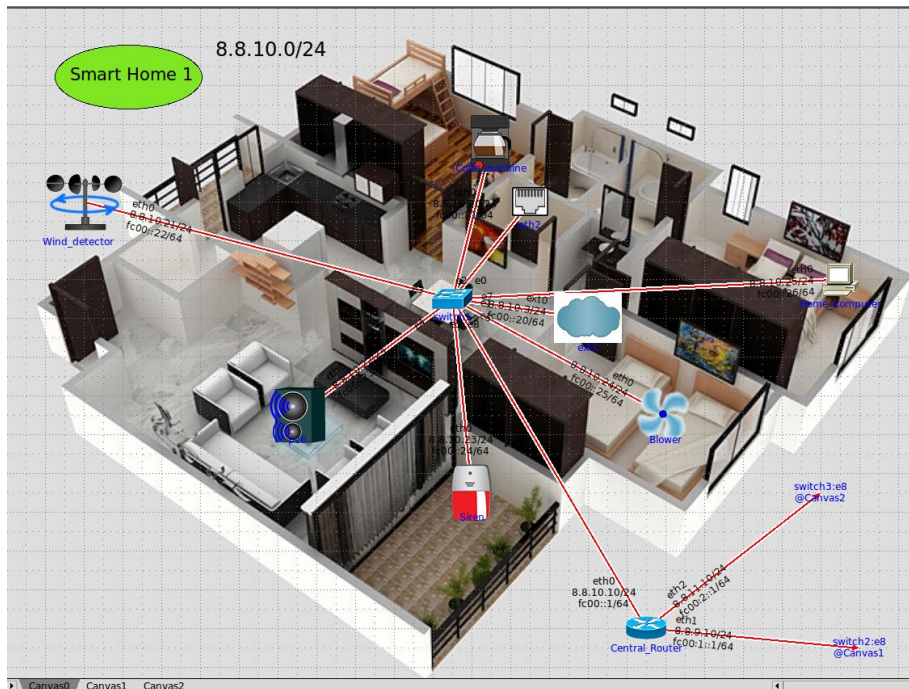 8.8.10.0/24
Smart Home 1
Coffe_machine
eth0
8.8.10.21/24
fc00::22/64
Wind_detector
eth2
e0
eth0
8.8.10.25/24
fc00::26/64
Home_Computer
e7
ext0
8.8.10.3/24
fc00::20/64
eth0
8.8.10.24/24
fc00::25/64
Blower
pc6
eth0
8.8.10.23/24
fc00::24/64
Siren
switch3:e8
@Canvas2
eth0
8.8.10.10/24
fc00::1/64
eth2
8.8.11.10/24
fc00:2::1/64
eth1
8.8.9.10/24
fc00:1::1/64
Central_Router
switch2:e8
@Canvas1
Canvas0 Canvas1 Canvas2